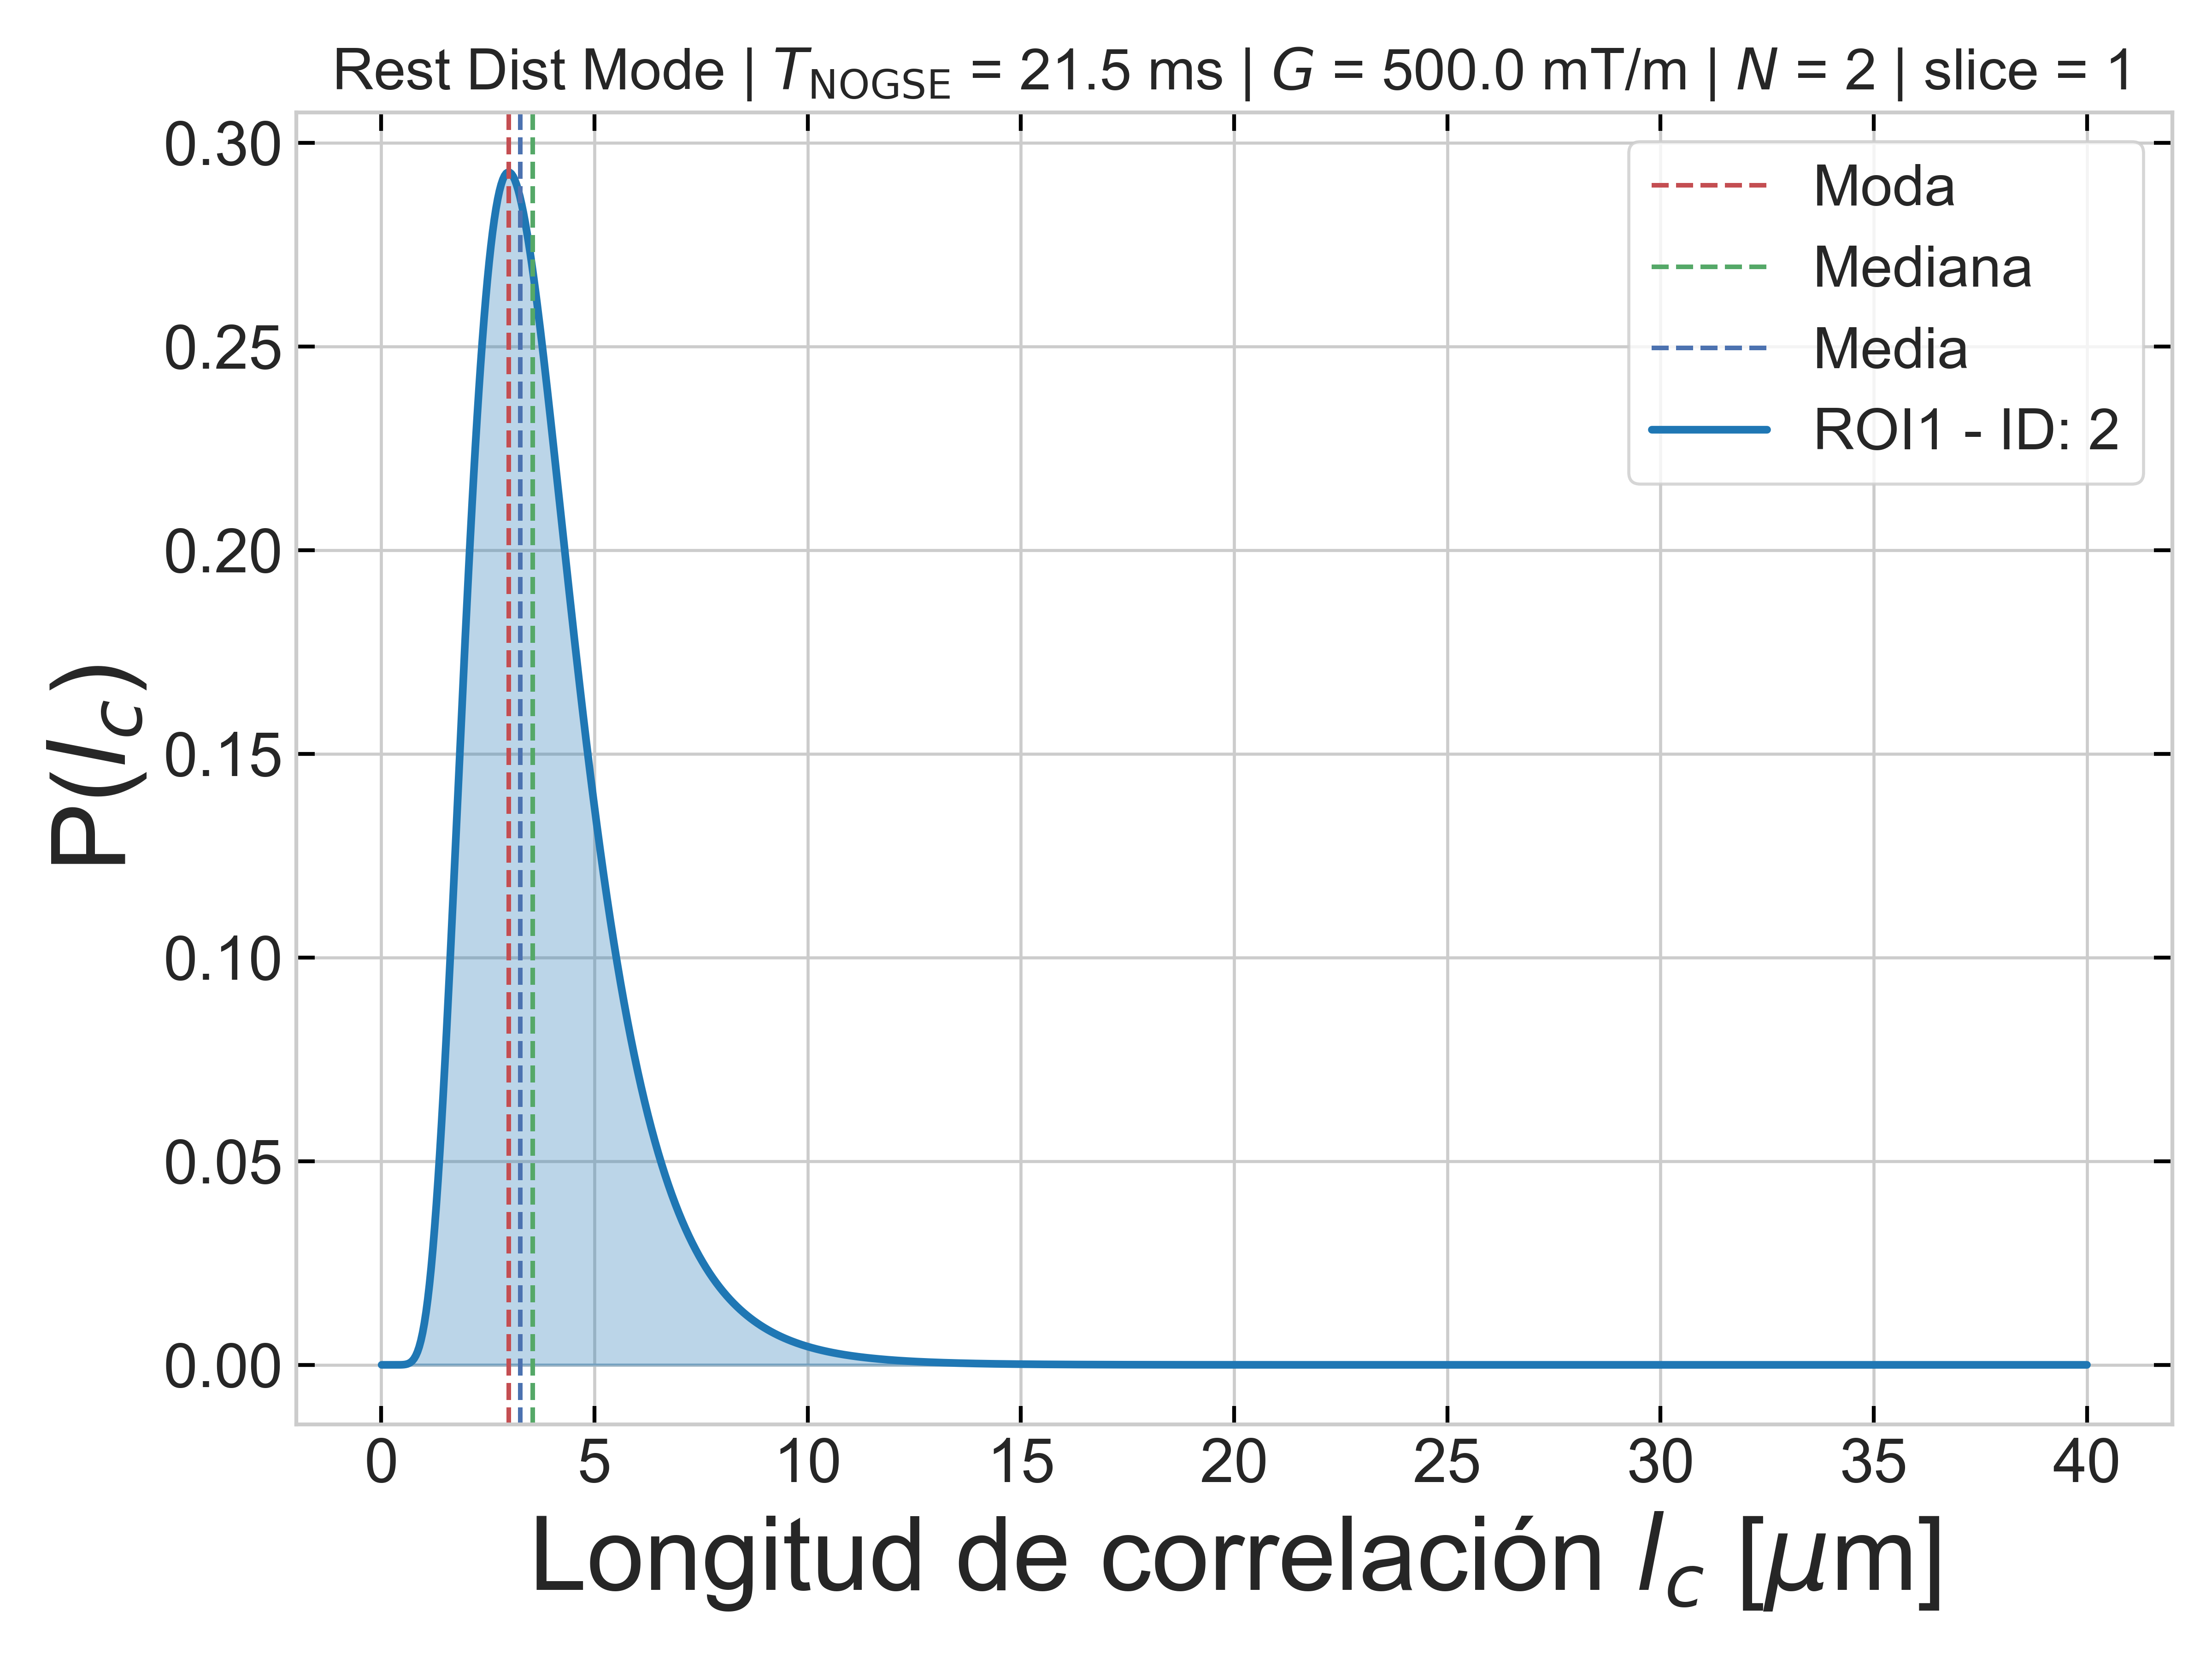 Rest Dist Mode | T_NOGSE = 21.5 ms | G = 500.0 mT/m | N = 2 | slice = 1
Moda
Mediana
Media
ROI1 - ID: 2
P(l_c)
0.30
0.25
0.20
0.15
0.10
0.05
0.00
0 5 10 15 20 25 30 35 40
Longitud de correlación l_c [μm]